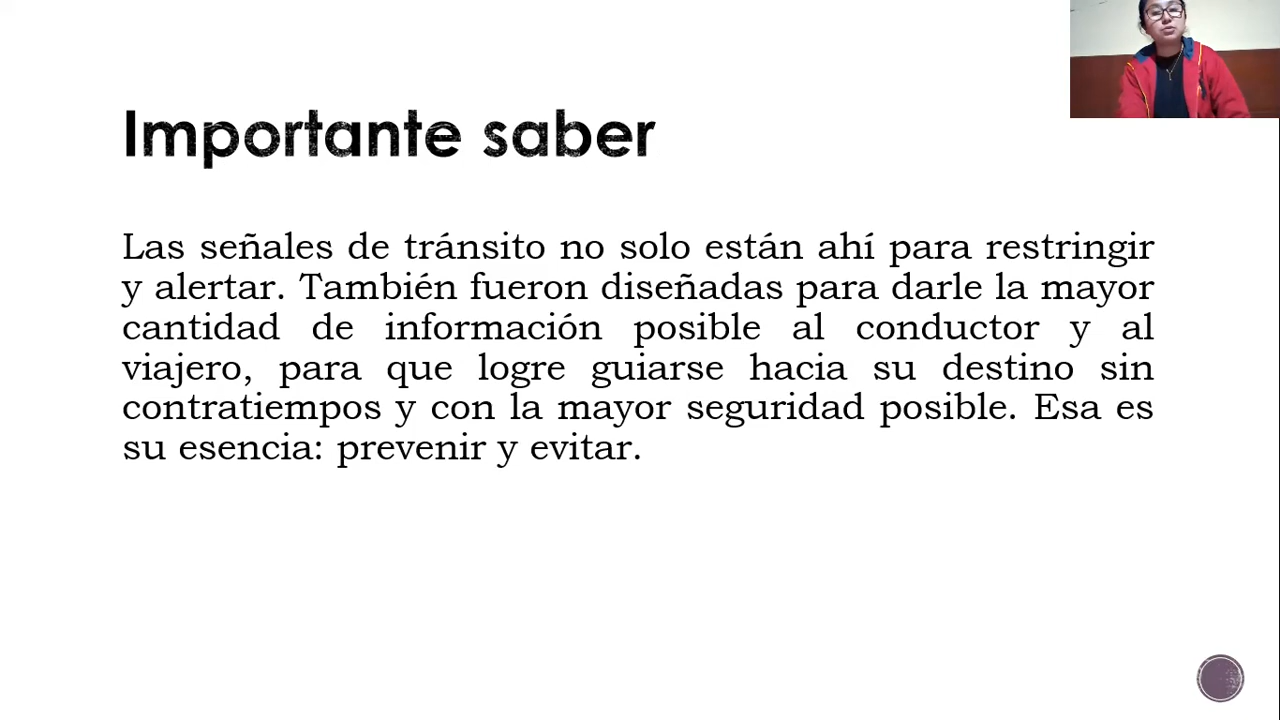 Importante saber
Las señales de tránsito no solo están ahí para restringir
y alertar. También fueron diseñadas para darle la mayor
cantidad de información posible al conductor y al
viajero, para que logre guiarse hacia su destino sin
contratiempos y con la mayor seguridad posible. Esa es
su esencia: prevenir y evitar.